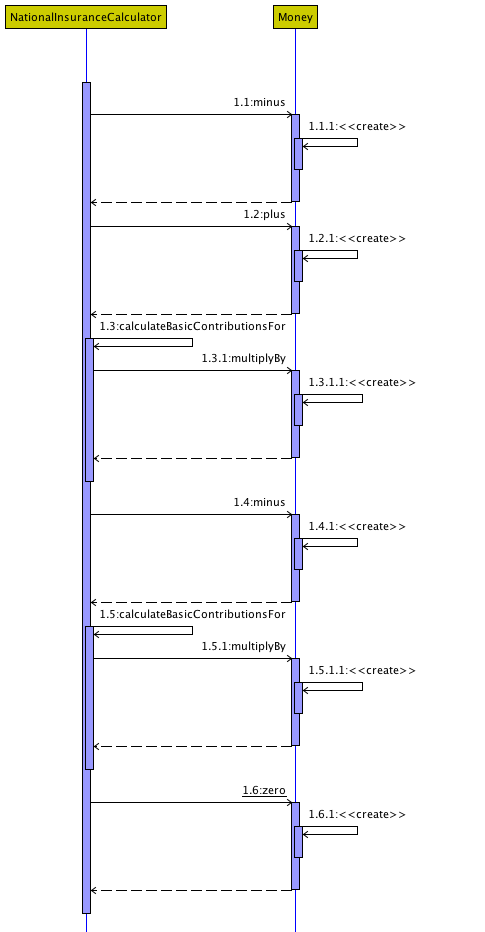 NationalInsuranceCalculator
Money
1.1:minus
1.1.1:<<create>>
1.2:plus
1.2.1:<<create>>
1.3:calculateBasicContributionsFor
1.3.1:multiplyBy
1.3.1.1:<<create>>
1.4:minus
1.4.1:<<create>>
1.5:calculateBasicContributionsFor
1.5.1:multiplyBy
1.5.1.1:<<create>>
1.6:zero
1.6.1:<<create>>